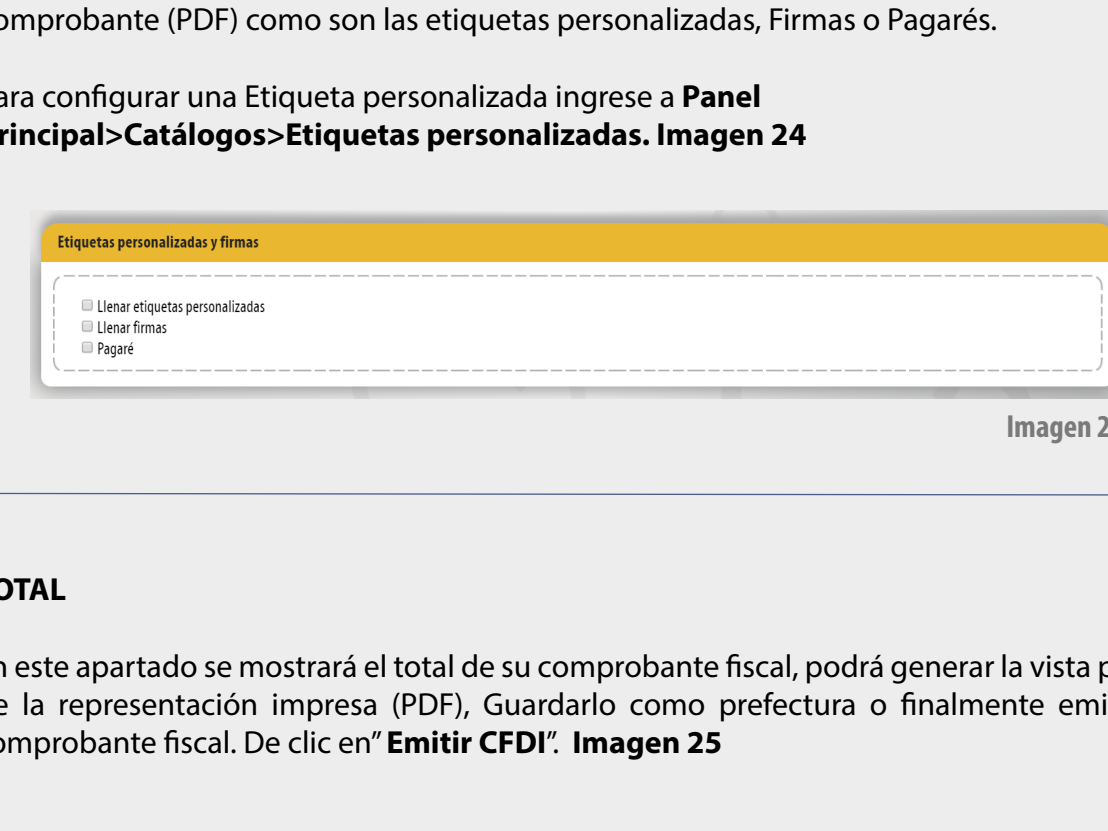 omprobante (PDF) como son las etiquetas personalizadas, Firmas o Pagarés.
ara configurar una Etiqueta personalizada ingrese a Panel
rincipal>Catálogos>Etiquetas personalizadas. Imagen 24
Etiquetas personalizadas y firmas
Llenar etiquetas personalizadas
Llenar firmas
Pagaré
Imagen 2
OTAL
n este apartado se mostrará el total de su comprobante fiscal, podrá generar la vista p
e la representación impresa (PDF), Guardarlo como prefectura o finalmente emi
omprobante fiscal. De clic en” Emitir CFDI”. Imagen 25